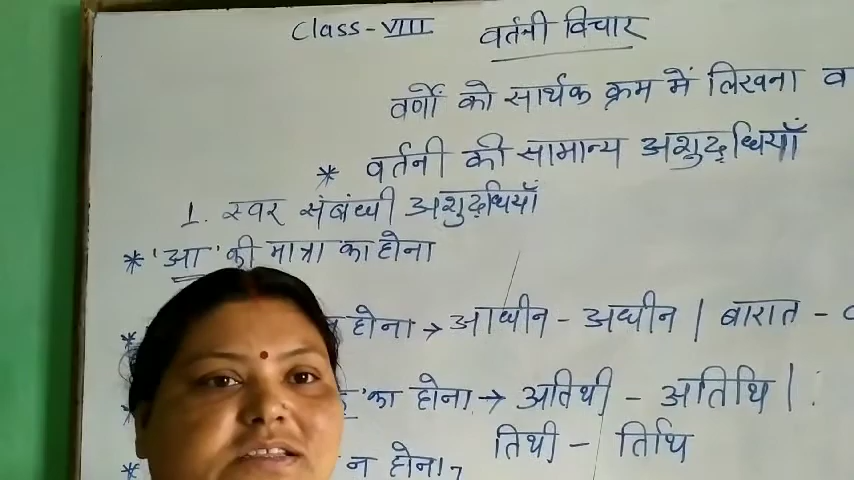 Class-VIII वर्तनी विचार
वर्णों को सार्थक क्रम में लिखना
* वर्तनी की सामान्य अशुद्धियाँ
1. स्वर संबंधी अशुद्धियाँ
* 'आ' की मात्रा का होना
* होना → आधीन - अधीन | बारात -
' का होना → अतिथी - अतिथि |
तिथी - तिथि
* न होना